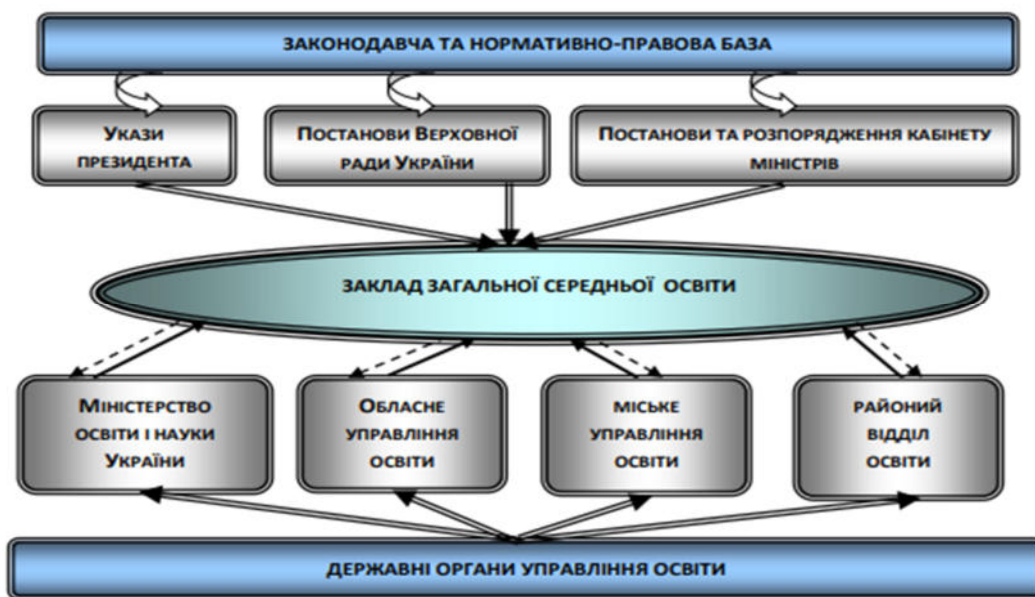 ЗАКОНОДАВЧА ТА НОРМАТИВНО-ПРАВОВА БАЗА
УКАЗИ
ПРЕЗИДЕНТА
ПОСТАНОВИ ВЕРХОВНОЇ
РАДИ УКРАЇНИ
ПОСТАНОВИ ТА РОЗПОРЯДЖЕННЯ КАБІНЕТУ
МІНІСТРІВ
ЗАКЛАД ЗАГАЛЬНОЇ СЕРЕДНЬОЇ ОСВІТИ
МІНІСТЕРСТВО
ОСВІТИ І НАУКИ
УКРАЇНИ
ОБЛАСНЕ
УПРАВЛІННЯ
ОСВІТИ
МІСЬКЕ
УПРАВЛІННЯ
ОСВІТИ
РАЙОНИЙ
ВІДДІЛ
ОСВІТИ
ДЕРЖАВНІ ОРГАНИ УПРАВЛІННЯ ОСВІТИ